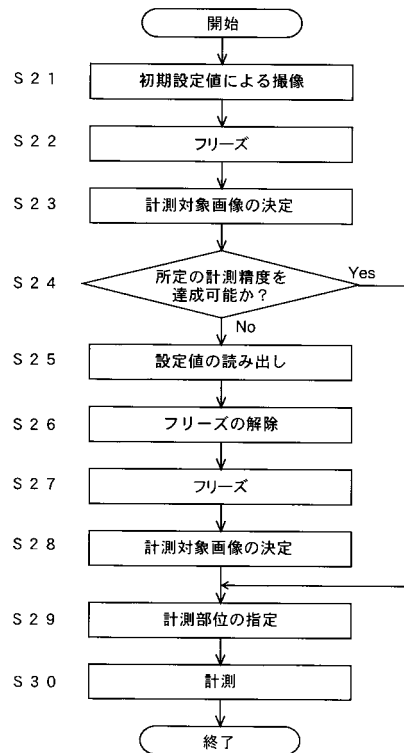 開始
S21
初期設定値による撮像
S22
フリーズ
S23
計測対象画像の決定
S24
所定の計測精度を
達成可能か?
Yes
No
S25
設定値の読み出し
S26
フリーズの解除
S27
フリーズ
S28
計測対象画像の決定
S29
計測部位の指定
S30
計測
終了